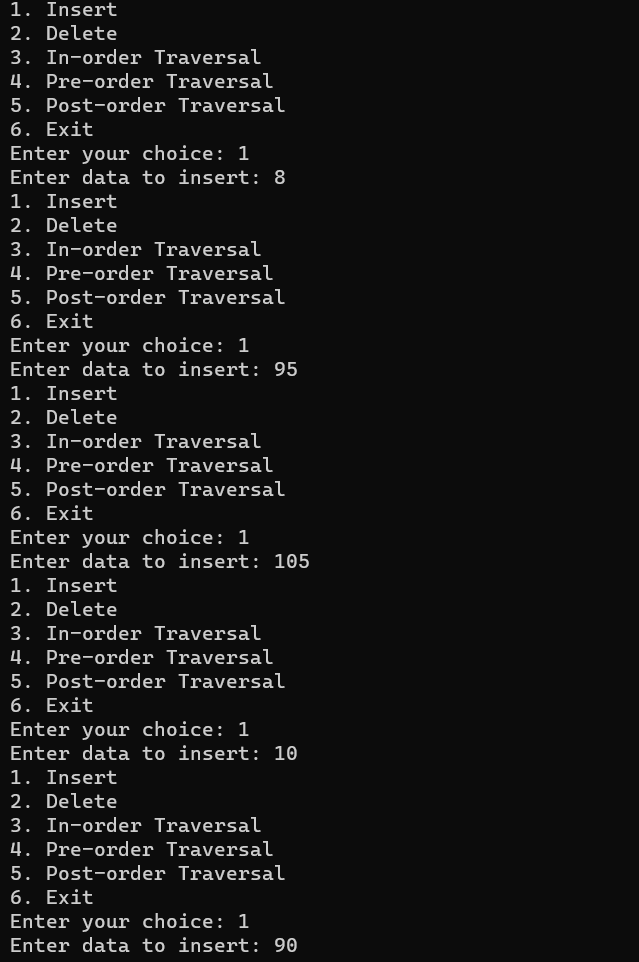 1. Insert
2. Delete
3. In-order Traversal
4. Pre-order Traversal
5. Post-order Traversal
6. Exit
Enter your choice: 1
Enter data to insert: 8
1. Insert
2. Delete
3. In-order Traversal
4. Pre-order Traversal
5. Post-order Traversal
6. Exit
Enter your choice: 1
Enter data to insert: 95
1. Insert
2. Delete
3. In-order Traversal
4. Pre-order Traversal
5. Post-order Traversal
6. Exit
Enter your choice: 1
Enter data to insert: 105
1. Insert
2. Delete
3. In-order Traversal
4. Pre-order Traversal
5. Post-order Traversal
6. Exit
Enter your choice: 1
Enter data to insert: 10
1. Insert
2. Delete
3. In-order Traversal
4. Pre-order Traversal
5. Post-order Traversal
6. Exit
Enter your choice: 1
Enter data to insert: 90